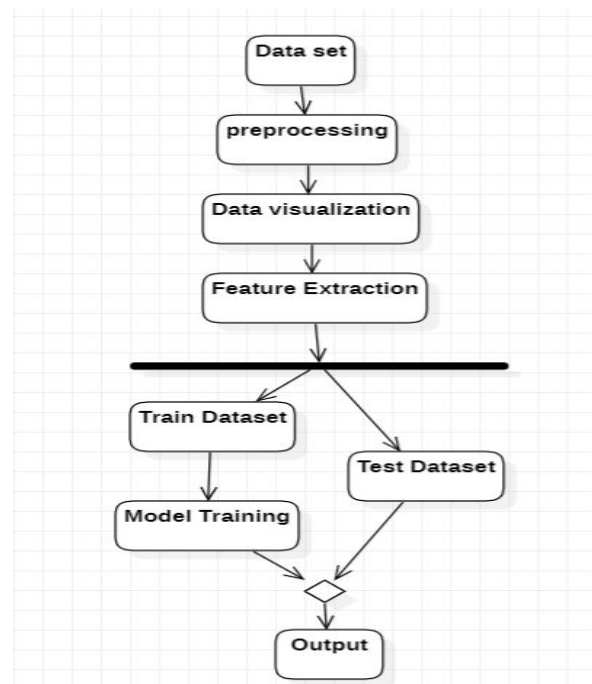 Data set
preprocessing
Data visualization
Feature Extraction
Train Dataset
Test Dataset
Model Training
Output